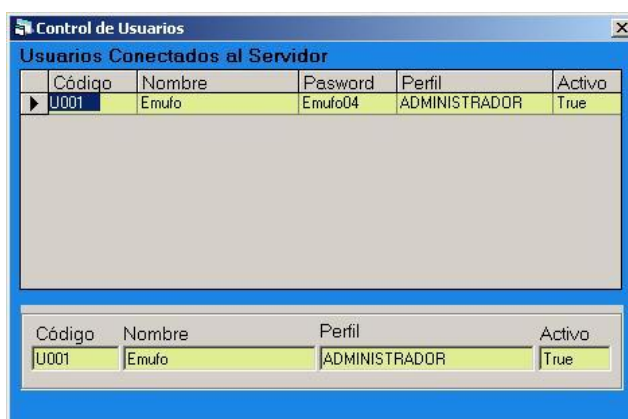 Control de Usuarios
Usuarios Conectados al Servidor
Código Nombre Pasword Perfil Activo
U001 Emufo Emufo04 ADMINISTRADOR True
Código Nombre Perfil Activo
U001 Emufo ADMINISTRADOR True